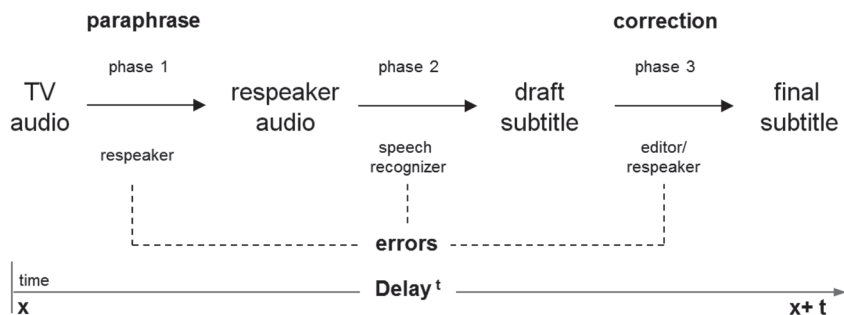 paraphrase
correction
phase 1
phase 2
phase 3
TV
audio
respeaker
audio
draft
subtitle
final
subtitle
respeaker
speech
recognizer
editor/
respeaker
errors
time
Delay t
x
x+ t